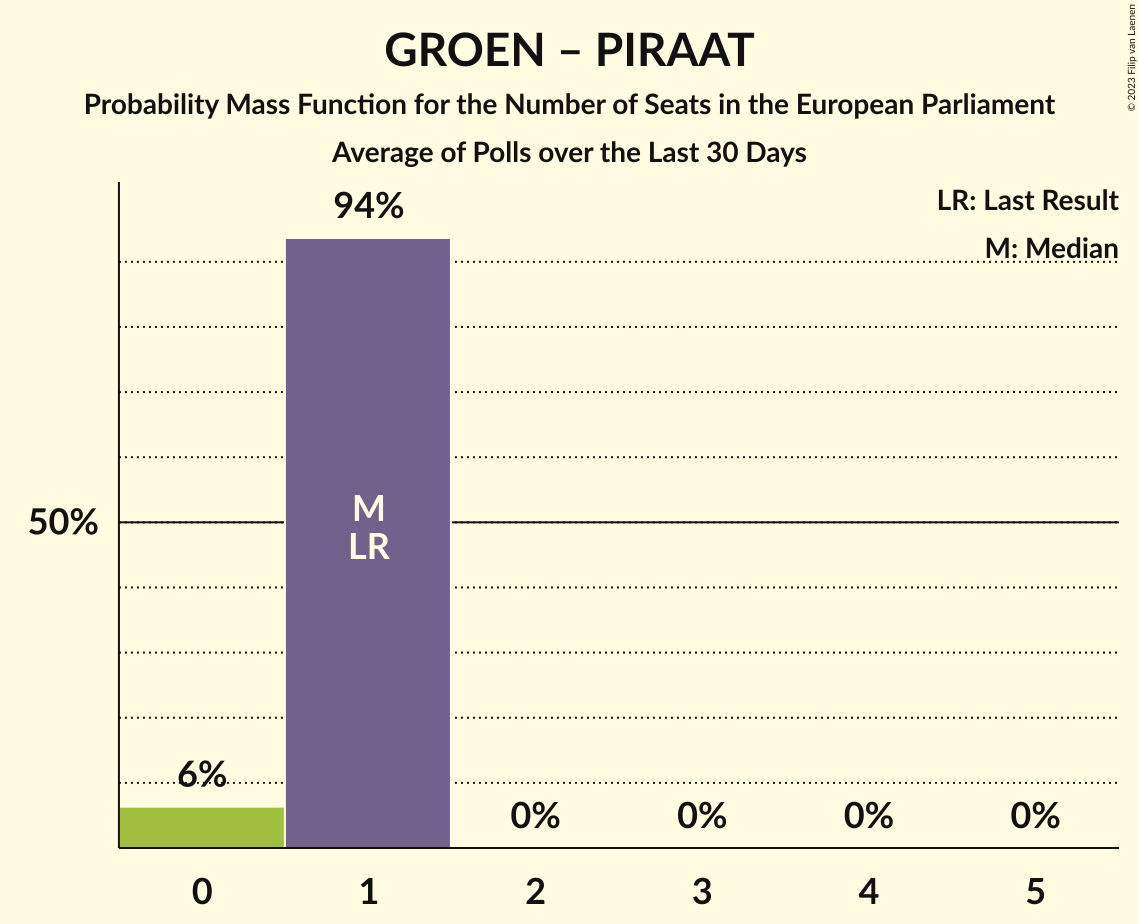 GROEN – PIRAAT
Probability Mass Function for the Number of Seats in the European Parliament
Average of Polls over the Last 30 Days
© 2023 Filip van Laenen
LR: Last Result
M: Median
94%
50%
M
LR
6%
0%
0%
0%
0%
0
1
2
3
4
5